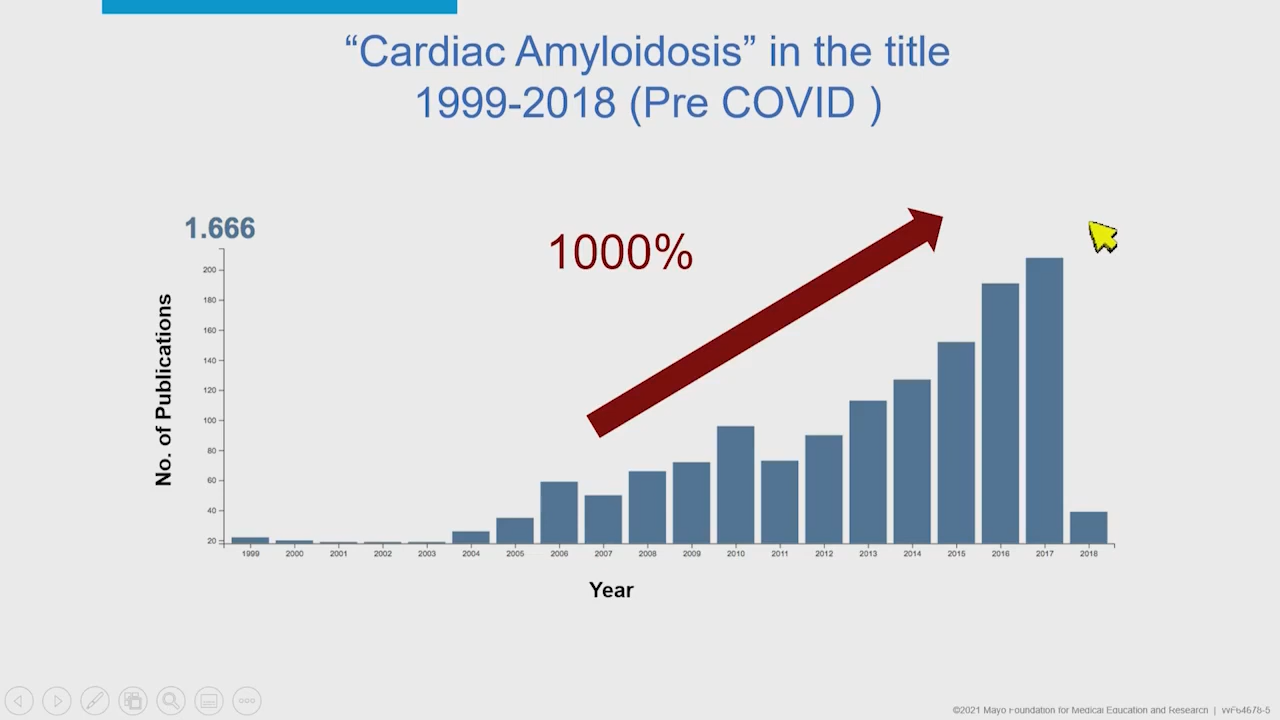 “Cardiac Amyloidosis” in the title
1999-2018 (Pre COVID )
1.666
1000%
No. of Publications
200
180
160
140
120
100
80
60
40
20
1999 2000 2001 2002 2003 2004 2005 2006 2007 2008 2009 2010 2011 2012 2013 2014 2015 2016 2017 2018
Year
©2021 Mayo Foundation for Medical Education and Research |